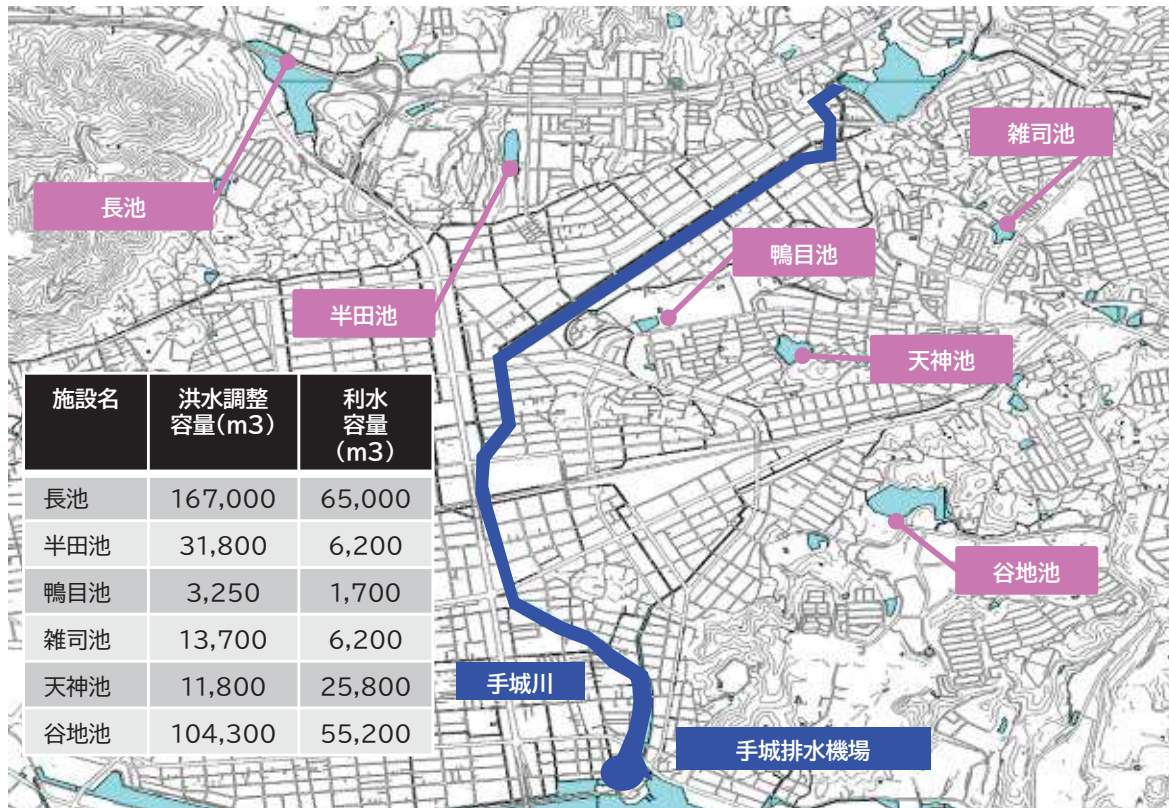 雑司池
長池
鴨目池
半田池
天神池
施設名
洪水調整
容量(m3)
利水
容量
(m3)
長池 167,000 65,000
半田池 31,800 6,200
鴨目池 3,250 1,700
雑司池 13,700 6,200
天神池 11,800 25,800
谷地池 104,300 55,200
谷地池
手城川
手城排水機場